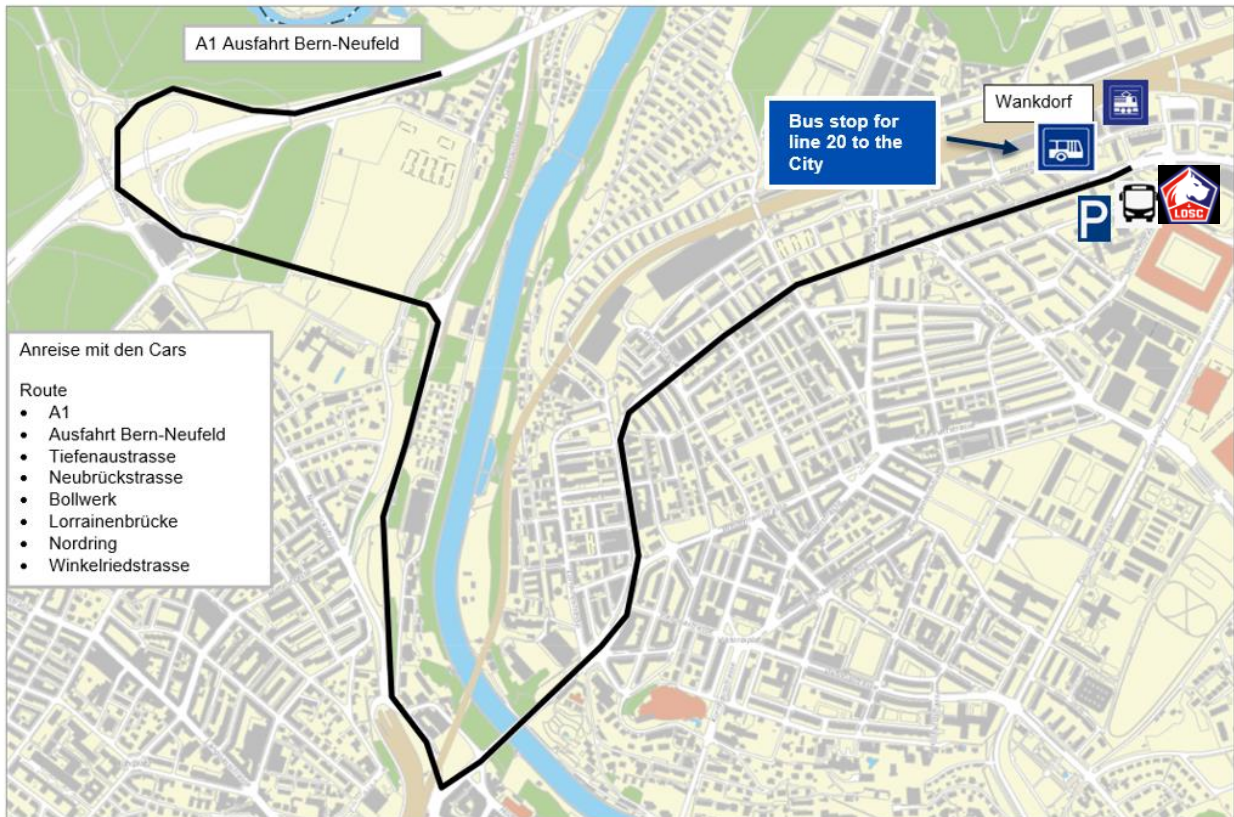 A1 Ausfahrt Bern-Neufeld
Wankdorf
Bus stop for
line 20 to the
City
P
LOSC
Anreise mit den Cars
Route
• A1
• Ausfahrt Bern-Neufeld
• Tiefenaustrasse
• Neubrückstrasse
• Bollwerk
• Lorrainenbrücke
• Nordring
• Winkelriedstrasse